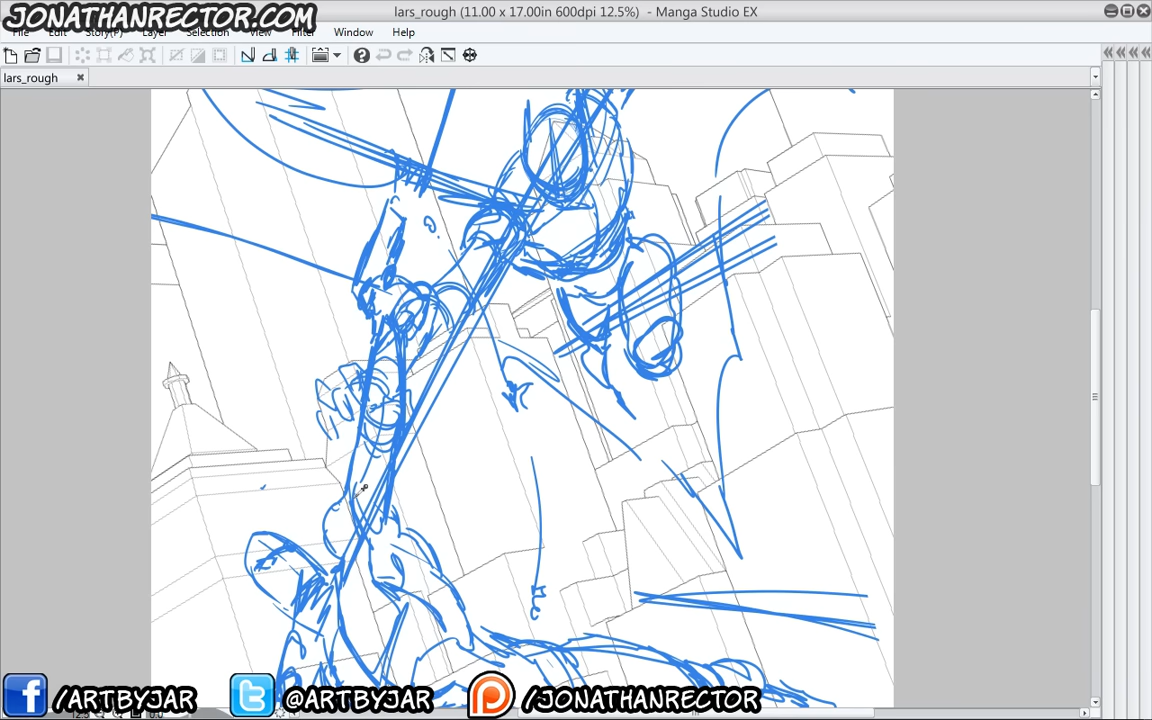 JONATHANRECTOR.COM
lars_rough (11.00 x 17.00in 600dpi 12.5%) - Manga Studio EX
File Edit Story(P) Layer Selection View Filter Window Help
lars_rough
/ARTBYJAR @ARTBYJAR /JONATHANRECTOR